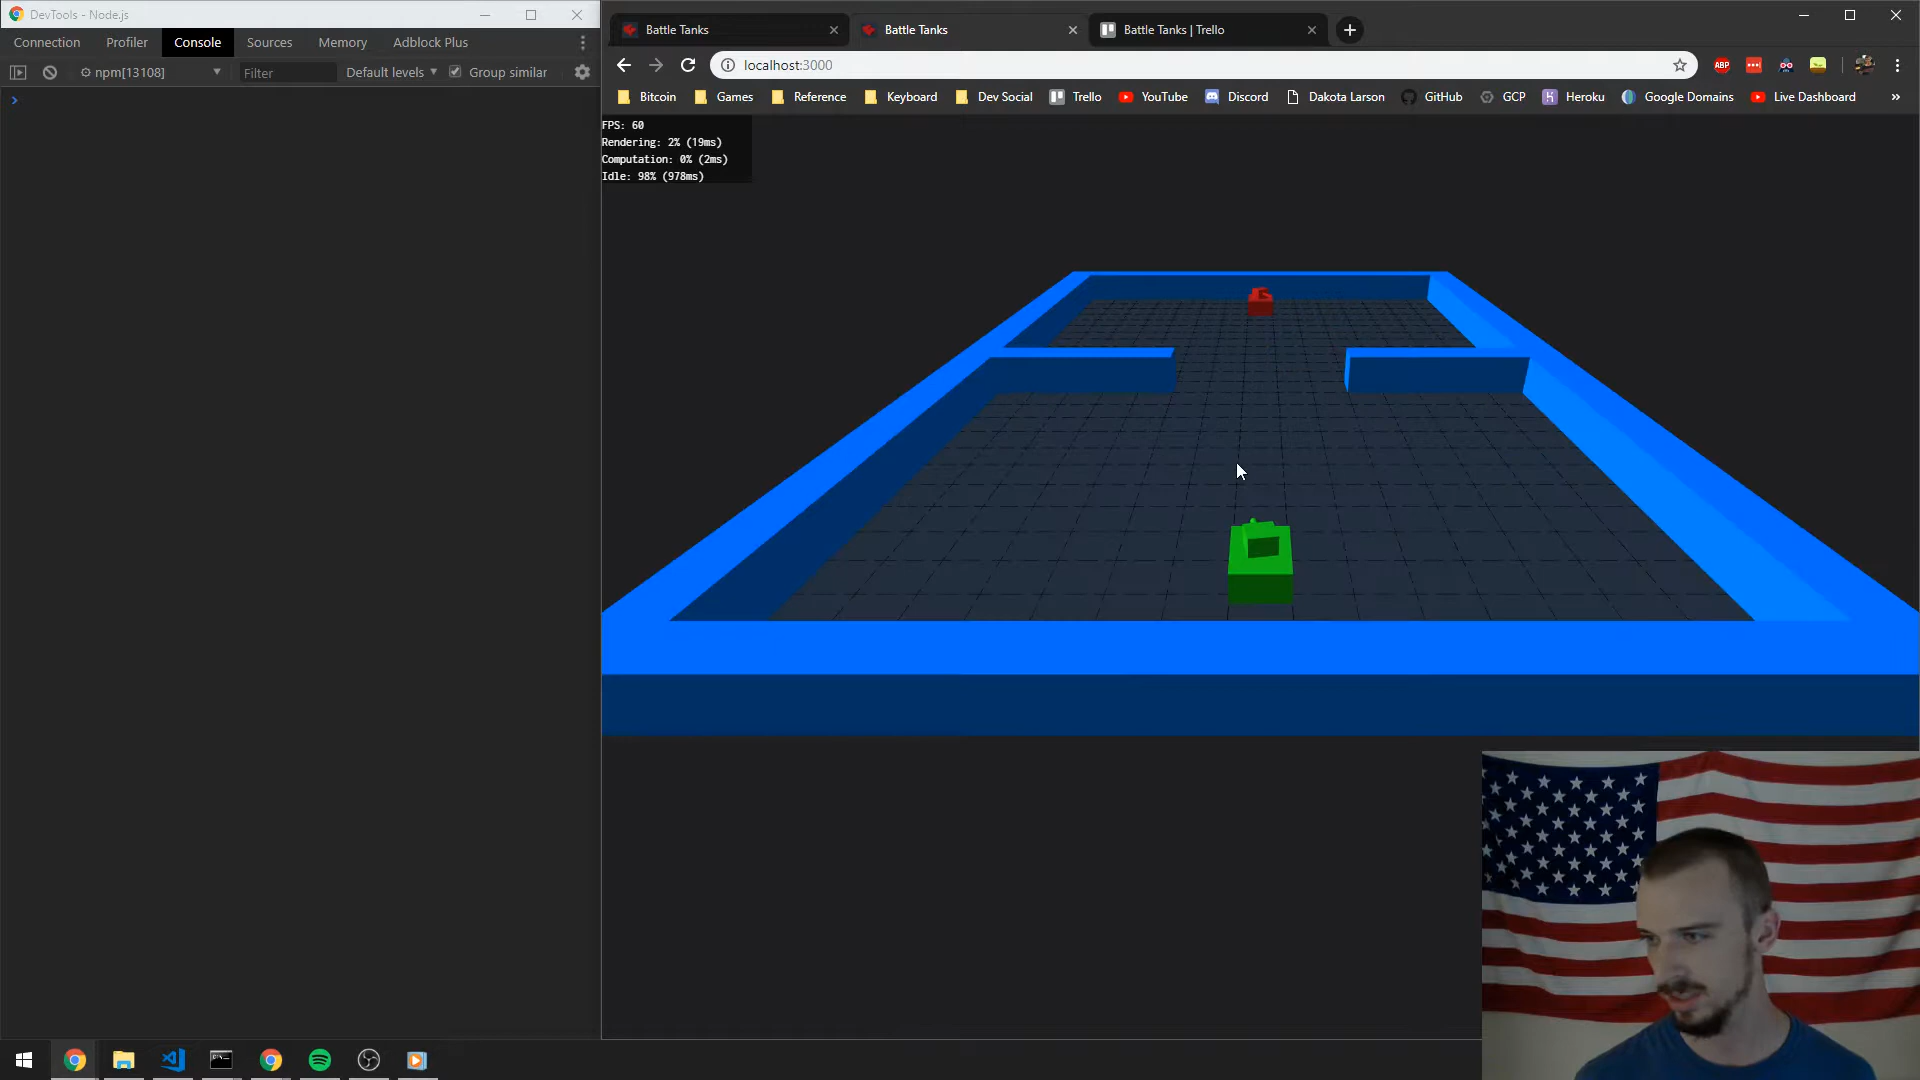 DevTools - Node.js
Connection Profiler Console Sources Memory Adblock Plus
npm[13108] Filter Default levels Group similar
Battle Tanks Battle Tanks Battle Tanks | Trello
localhost:3000 ABP
Bitcoin Games Reference Keyboard Dev Social Trello YouTube Discord Dakota Larson GitHub GCP Heroku Google Domains Live Dashboard »
FPS: 60
Rendering: 2% (19ms)
Computation: 0% (2ms)
Idle: 98% (978ms)